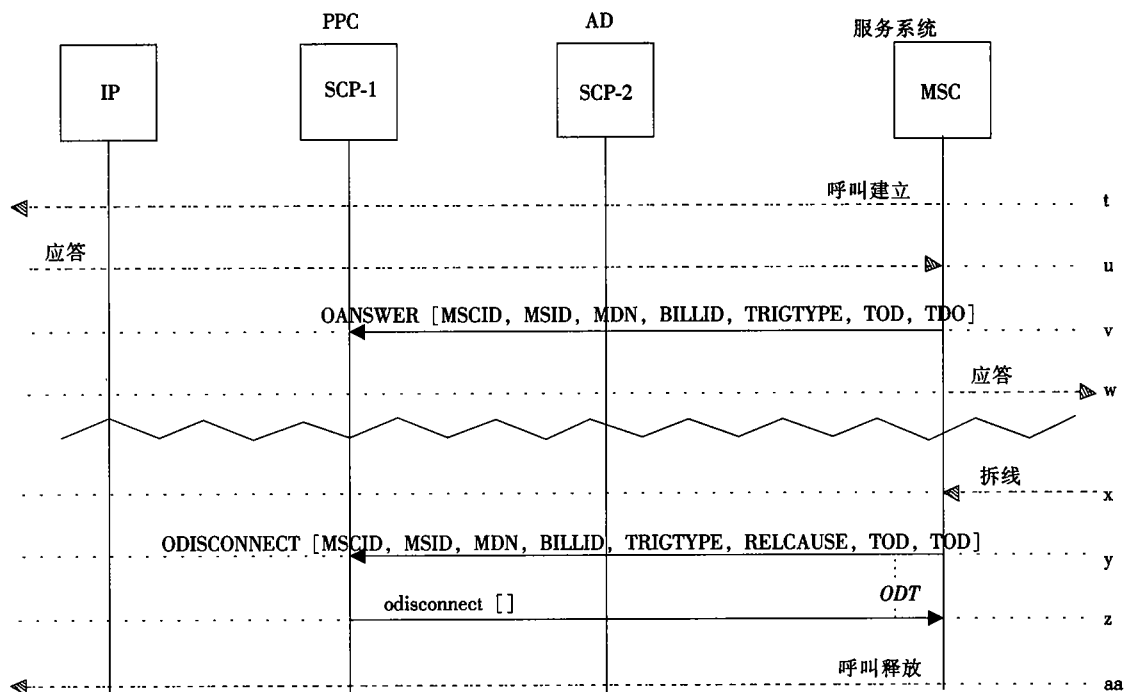 PPC AD 服务系统
IP SCP-1 SCP-2 MSC
呼叫建立 t
应答 u
OANSWER [MSCID, MSID, MDN, BILLID, TRIGTYPE, TOD, TDO] v
应答 w
拆线 x
ODISCONNECT [MSCID, MSID, MDN, BILLID, TRIGTYPE, RELCAUSE, TOD, TOD] y
odisconnect [] ODT z
呼叫释放 aa